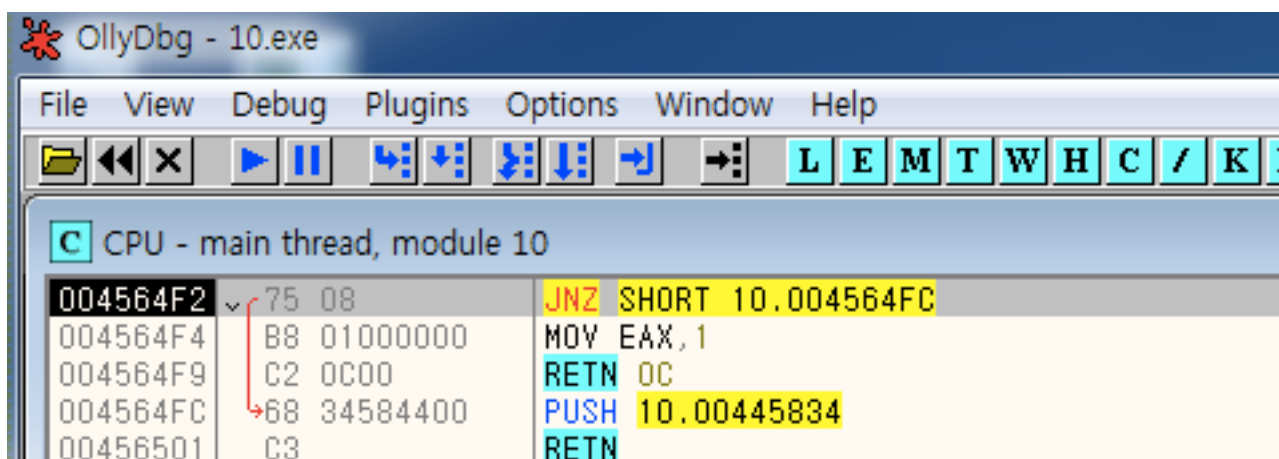 OllyDbg - 10.exe
File View Debug Plugins Options Window Help
L E M T W H C / K
C CPU - main thread, module 10
004564F2 75 08 JNZ SHORT 10.004564FC
004564F4 B8 01000000 MOV EAX,1
004564F9 C2 0C00 RETN 0C
004564FC 68 34584400 PUSH 10.00445834
00456501 C3 RETN